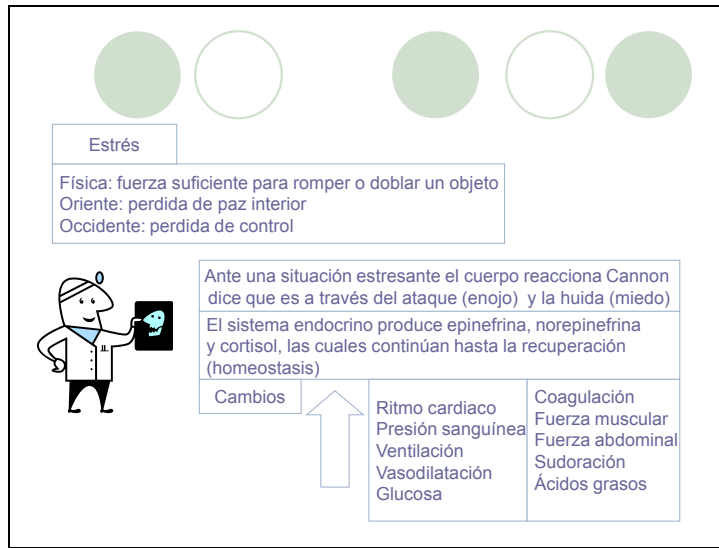 Estrés
Física: fuerza suficiente para romper o doblar un objeto
Oriente: perdida de paz interior
Occidente: perdida de control
Ante una situación estresante el cuerpo reacciona Cannon
dice que es a través del ataque (enojo) y la huida (miedo)
El sistema endocrino produce epinefrina, norepinefrina
y cortisol, las cuales continúan hasta la recuperación
(homeostasis)
Cambios
Ritmo cardiaco
Presión sanguínea
Ventilación
Vasodilatación
Glucosa
Coagulación
Fuerza muscular
Fuerza abdominal
Sudoración
Ácidos grasos